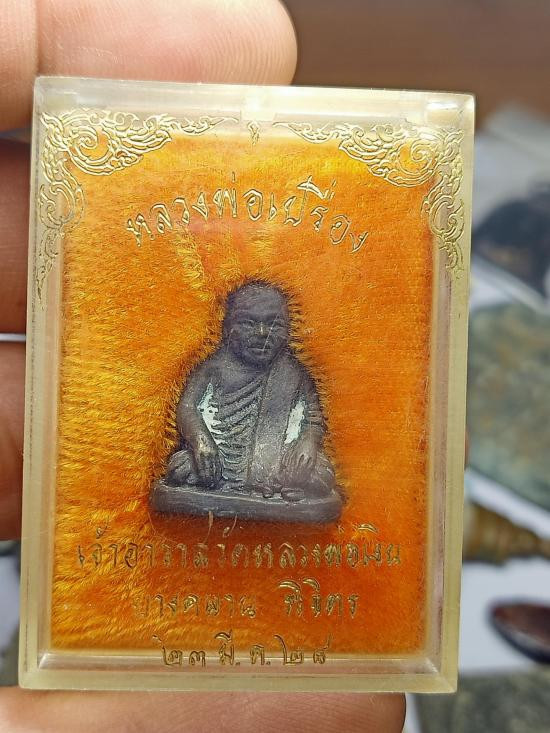 หลวงพ่อเปรื่อง
เจ้าอาวาสวัดหลวงพ่อเงิน
บางคลาน พิจิตร
๒๓ มี.ค.๒๘